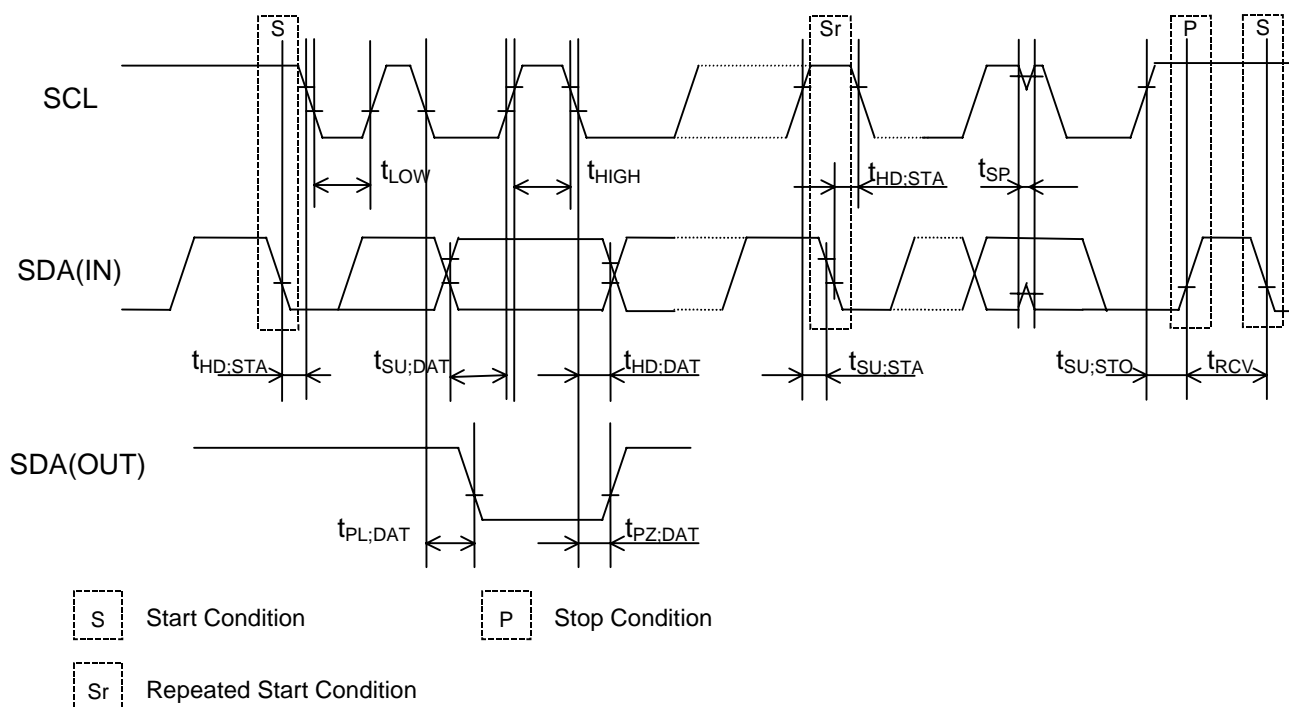 S Sr P S
SCL
tLOW tHIGH tHD;STA tSP
SDA(IN)
tHD;STA tSU;DAT tHD;DAT tSU;STA tSU;STO tRCV
SDA(OUT)
tPL;DAT tPZ;DAT
S Start Condition P Stop Condition
Sr Repeated Start Condition